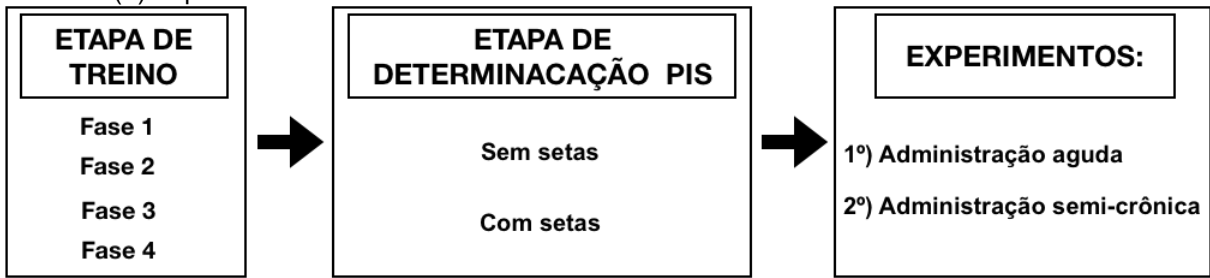 ETAPA DE
TREINO
Fase 1
Fase 2
Fase 3
Fase 4
ETAPA DE
DETERMINACAÇÃO PIS
Sem setas
Com setas
EXPERIMENTOS:
1º) Administração aguda
2º) Administração semi-crônica